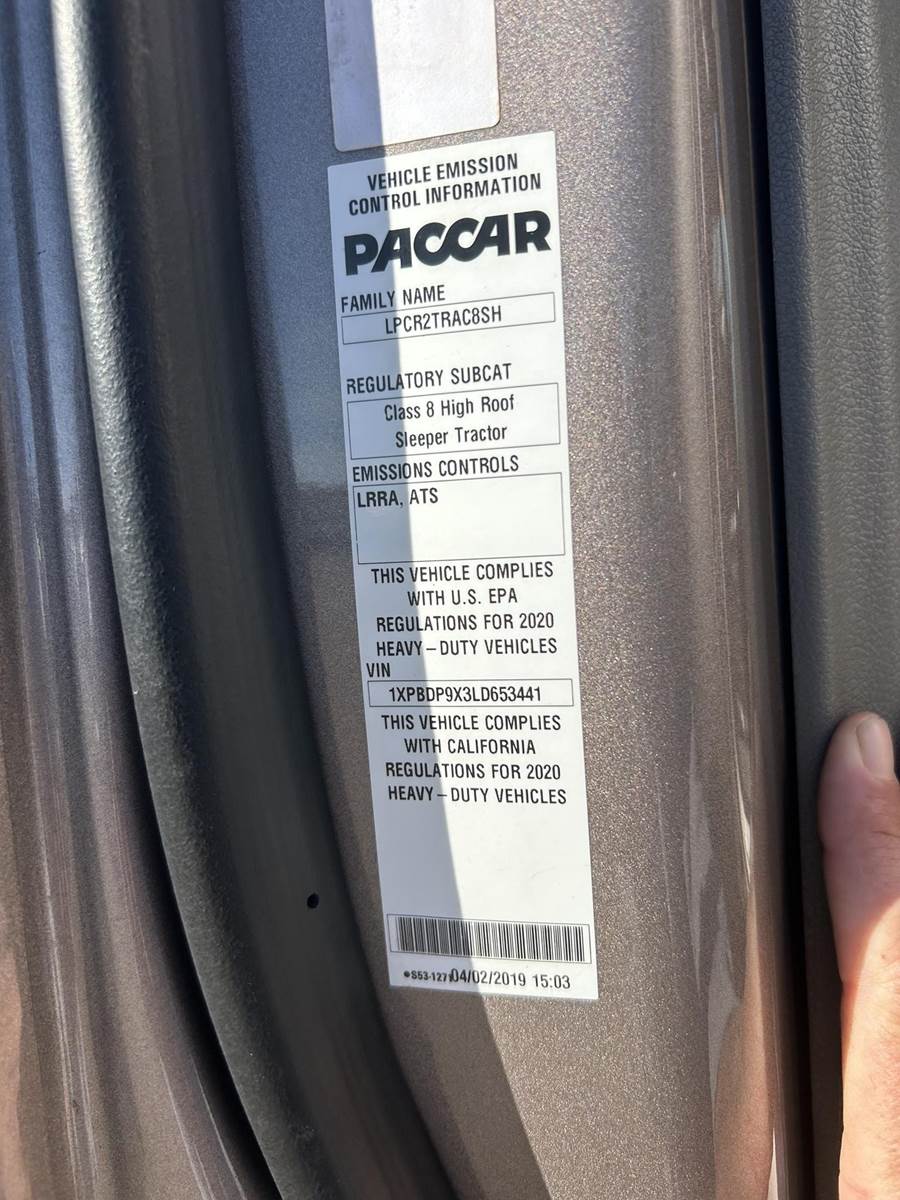 VEHICLE EMISSION
CONTROL INFORMATION
PACCAR
FAMILY NAME
LPCR2TRAC8SH
REGULATORY SUBCAT
Class 8 High Roof
Sleeper Tractor
EMISSIONS CONTROLS
LRRA, ATS
THIS VEHICLE COMPLIES
WITH U.S. EPA
REGULATIONS FOR 2020
HEAVY–DUTY VEHICLES
VIN
1XPBDP9X3LD653441
THIS VEHICLE COMPLIES
WITH CALIFORNIA
REGULATIONS FOR 2020
HEAVY–DUTY VEHICLES
04/02/2019 15:03